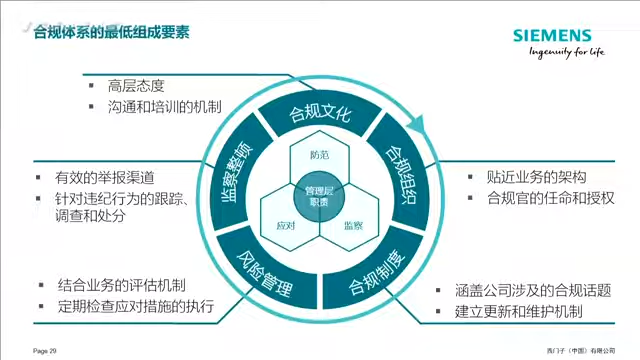 合规体系的最低组成要素
SIEMENS
Ingenuity for life
• 高层态度
• 沟通和培训的机制
合规文化
监察整顿
合规组织
防范
管理层
职责
应对
监察
• 有效的举报渠道
• 针对违纪行为的跟踪、
调查和处分
• 贴近业务的架构
• 合规官的任命和授权
风险管理
合规制度
• 结合业务的评估机制
• 定期检查应对措施的执行
• 涵盖公司涉及的合规话题
• 建立更新和维护机制
Page 29
西门子（中国）有限公司